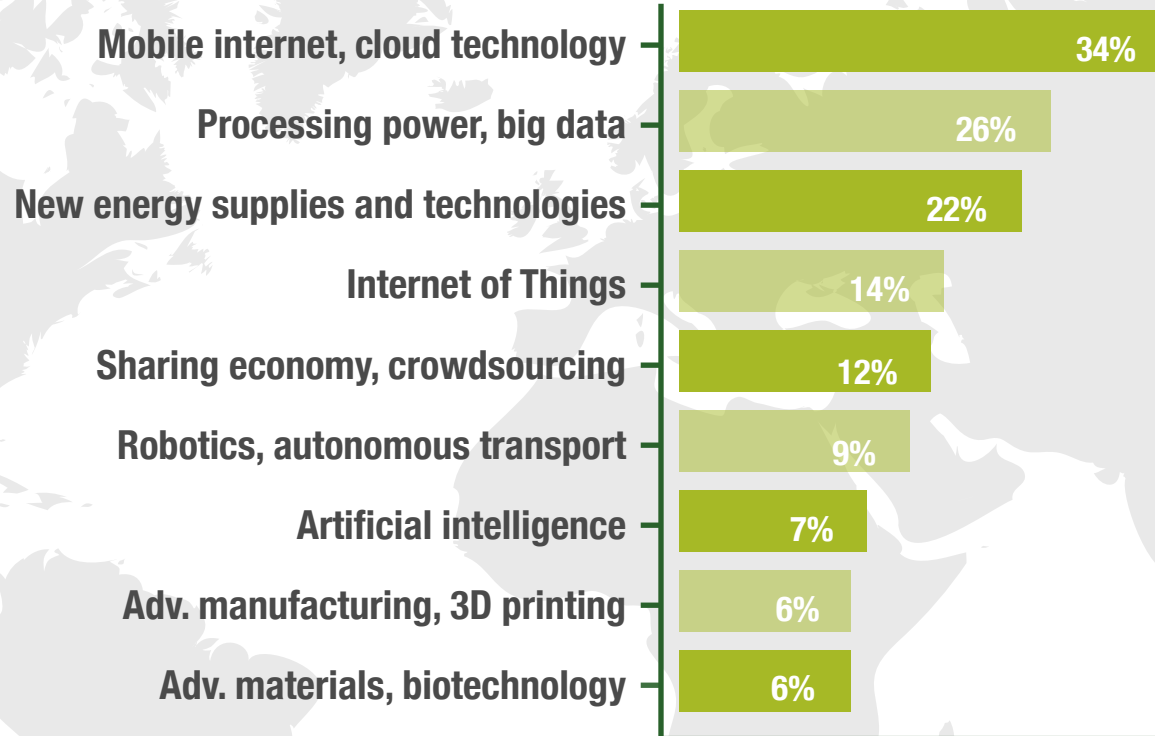 Mobile internet, cloud technology 34%
Processing power, big data 26%
New energy supplies and technologies 22%
Internet of Things 14%
Sharing economy, crowdsourcing 12%
Robotics, autonomous transport 9%
Artificial intelligence 7%
Adv. manufacturing, 3D printing 6%
Adv. materials, biotechnology 6%